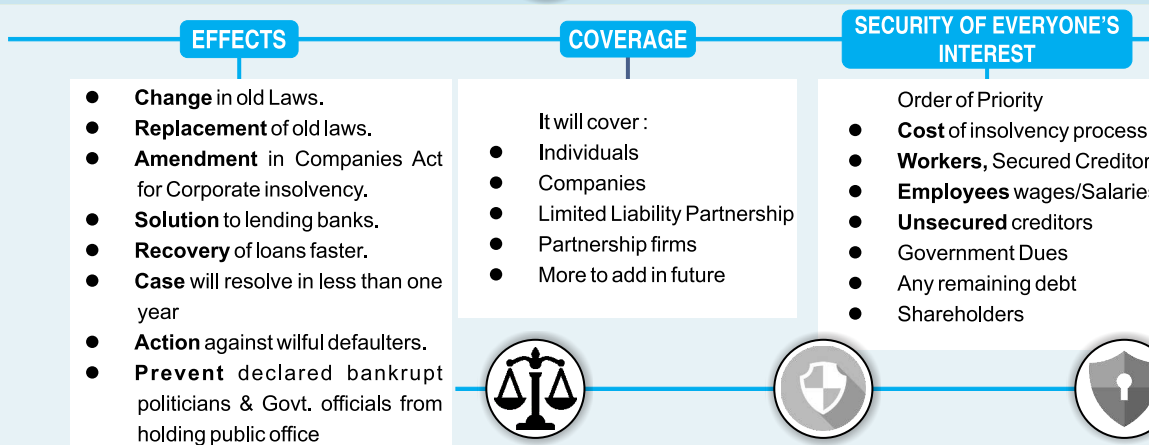 EFFECTS
Change in old Laws.
Replacement of old laws.
Amendment in Companies Act
for Corporate insolvency.
Solution to lending banks.
Recovery of loans faster.
Case will resolve in less than one
year
Action against wilful defaulters.
Prevent declared bankrupt
politicians & Govt. officials from
holding public office
COVERAGE
It will cover :
Individuals
Companies
Limited Liability Partnership
Partnership firms
More to add in future
SECURITY OF EVERYONE'S
INTEREST
Order of Priority
Cost of insolvency process
Workers, Secured Creditor
Employees wages/Salaries
Unsecured creditors
Government Dues
Any remaining debt
Shareholders